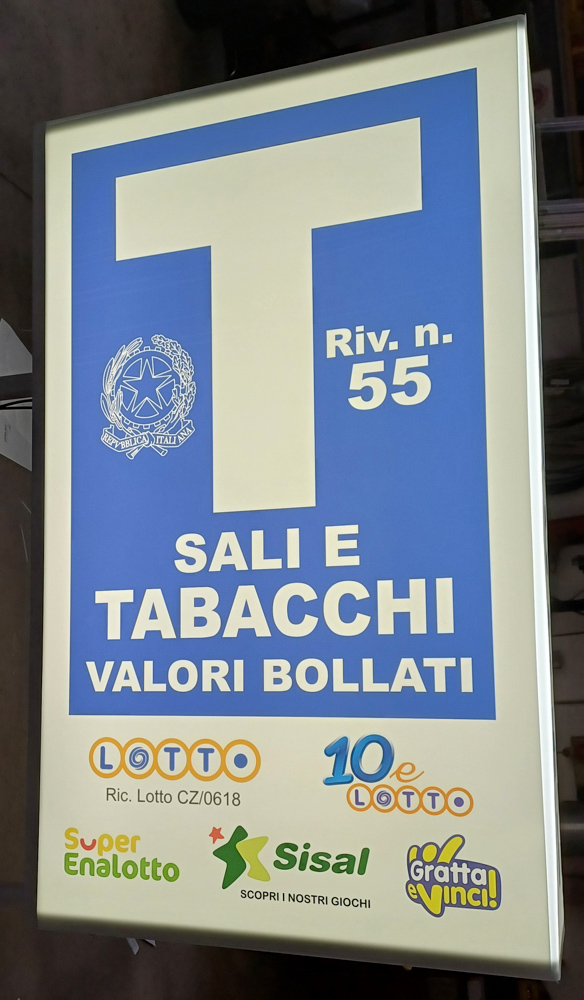 T
Riv. n.
55
REPVBBLICA ITALIANA
SALI E
TABACCHI
VALORI BOLLATI
LOTTO
Ric. Lotto CZ/0618
10e
LOTTO
Super
Enalotto
Sisal
SCOPRI I NOSTRI GIOCHI
Gratta
e Vinci!